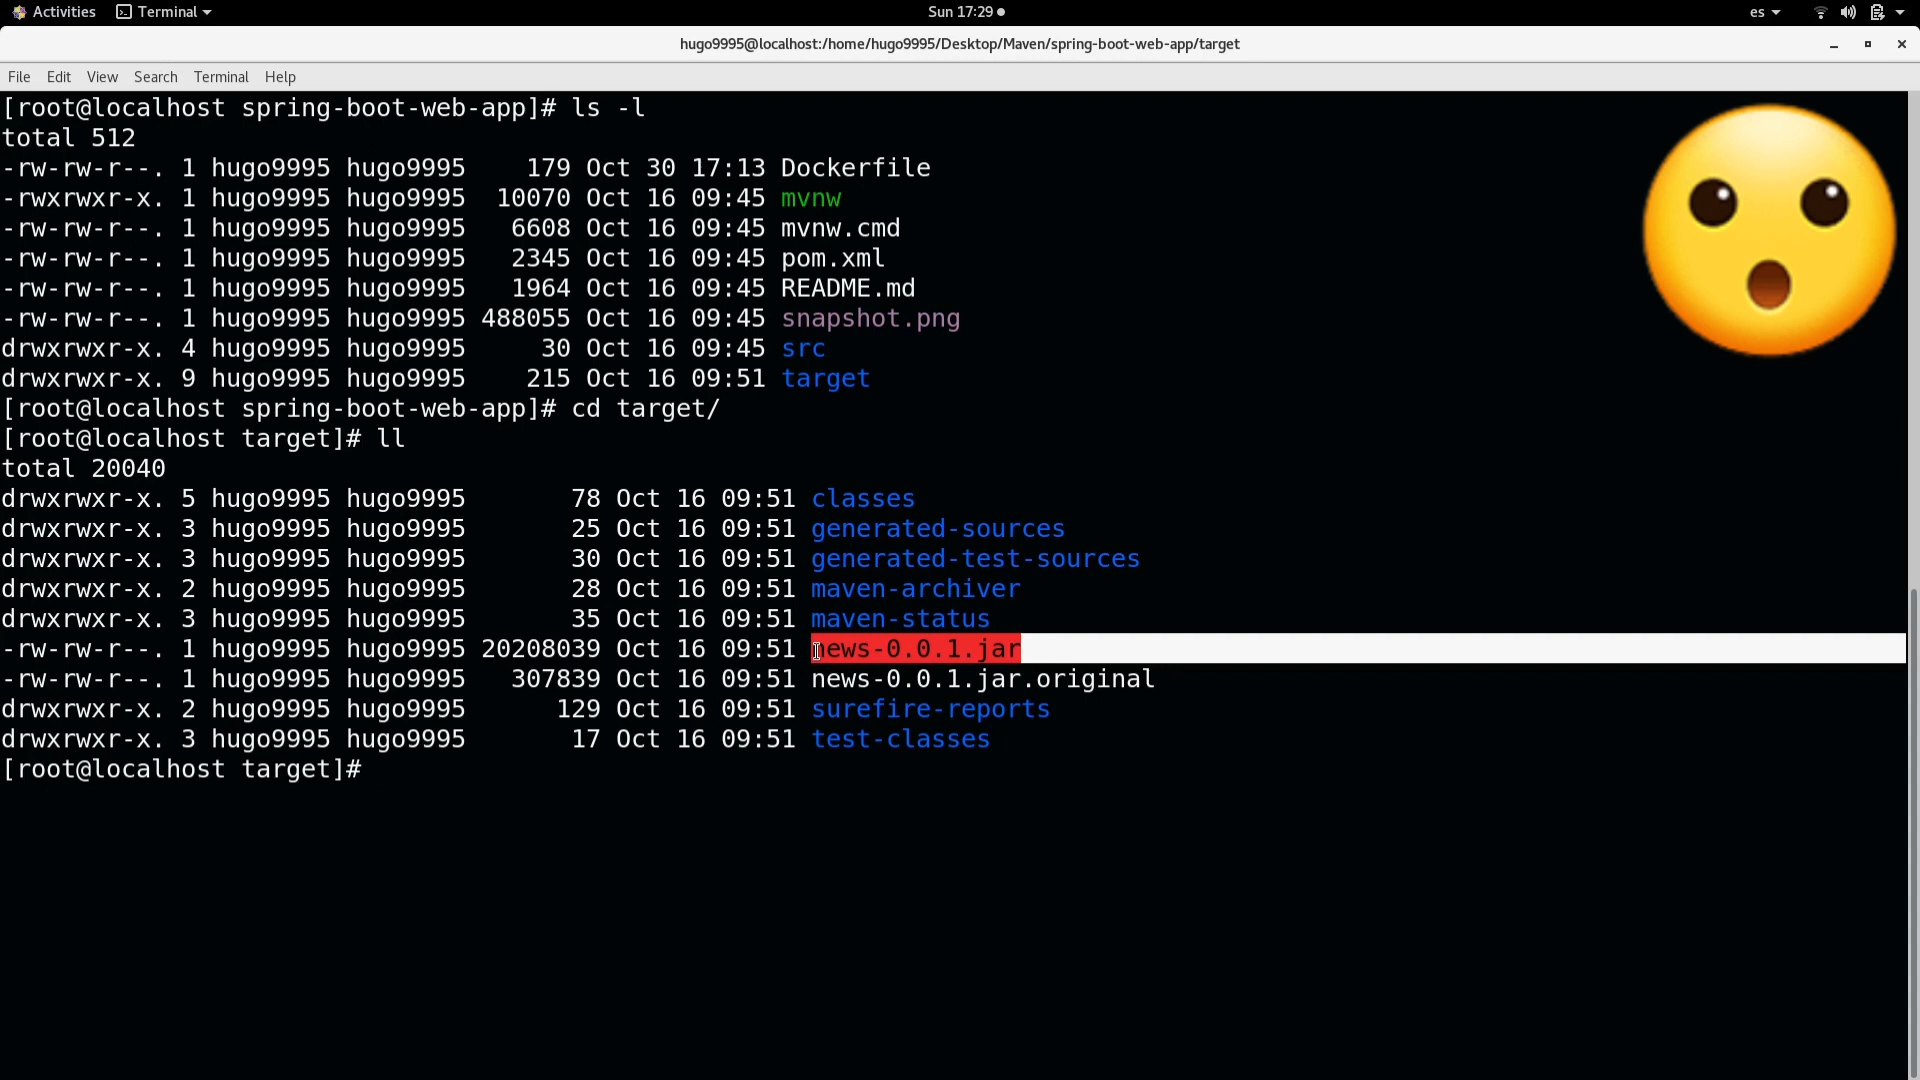 Activities Terminal Sun 17:29 es
hugo9995@localhost:/home/hugo9995/Desktop/Maven/spring-boot-web-app/target
File Edit View Search Terminal Help
[root@localhost spring-boot-web-app]# ls -l
total 512
-rw-rw-r--. 1 hugo9995 hugo9995    179 Oct 30 17:13 Dockerfile
-rwxrwxr-x. 1 hugo9995 hugo9995  10070 Oct 16 09:45 mvnw
-rw-rw-r--. 1 hugo9995 hugo9995   6608 Oct 16 09:45 mvnw.cmd
-rw-rw-r--. 1 hugo9995 hugo9995   2345 Oct 16 09:45 pom.xml
-rw-rw-r--. 1 hugo9995 hugo9995   1964 Oct 16 09:45 README.md
-rw-rw-r--. 1 hugo9995 hugo9995 488055 Oct 16 09:45 snapshot.png
drwxrwxr-x. 4 hugo9995 hugo9995     30 Oct 16 09:45 src
drwxrwxr-x. 9 hugo9995 hugo9995    215 Oct 16 09:51 target
[root@localhost spring-boot-web-app]# cd target/
[root@localhost target]# ll
total 20040
drwxrwxr-x. 5 hugo9995 hugo9995       78 Oct 16 09:51 classes
drwxrwxr-x. 3 hugo9995 hugo9995       25 Oct 16 09:51 generated-sources
drwxrwxr-x. 3 hugo9995 hugo9995       30 Oct 16 09:51 generated-test-sources
drwxrwxr-x. 2 hugo9995 hugo9995       28 Oct 16 09:51 maven-archiver
drwxrwxr-x. 3 hugo9995 hugo9995       35 Oct 16 09:51 maven-status
-rw-rw-r--. 1 hugo9995 hugo9995 20208039 Oct 16 09:51 news-0.0.1.jar
-rw-rw-r--. 1 hugo9995 hugo9995   307839 Oct 16 09:51 news-0.0.1.jar.original
drwxrwxr-x. 2 hugo9995 hugo9995      129 Oct 16 09:51 surefire-reports
drwxrwxr-x. 3 hugo9995 hugo9995       17 Oct 16 09:51 test-classes
[root@localhost target]#